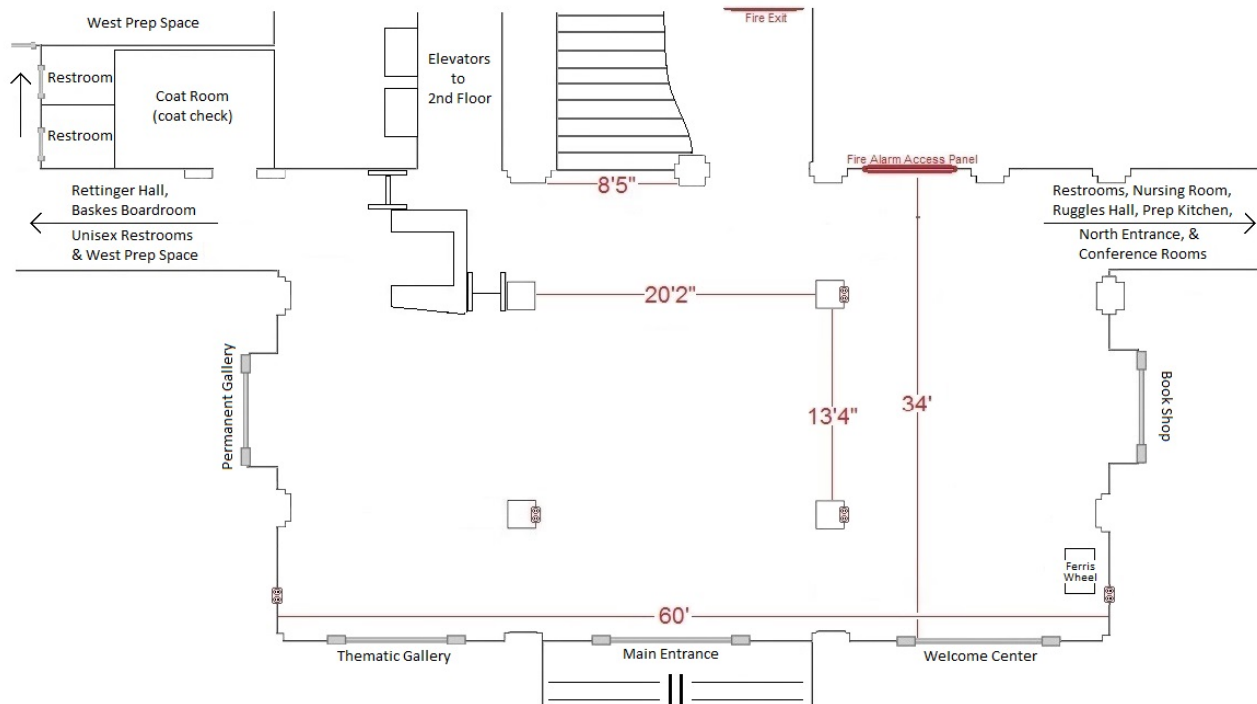 West Prep Space
Fire Exit
Restroom
Restroom
Coat Room
(coat check)
Elevators
to
2nd Floor
Fire Alarm Access Panel
8'5"
Rettinger Hall,
Baskes Boardroom
Unisex Restrooms
& West Prep Space
Restrooms, Nursing Room,
Ruggles Hall, Prep Kitchen,
North Entrance, &
Conference Rooms
20'2"
Permanent Gallery
13'4"
34'
Book Shop
Ferris
Wheel
60'
Thematic Gallery
Main Entrance
Welcome Center